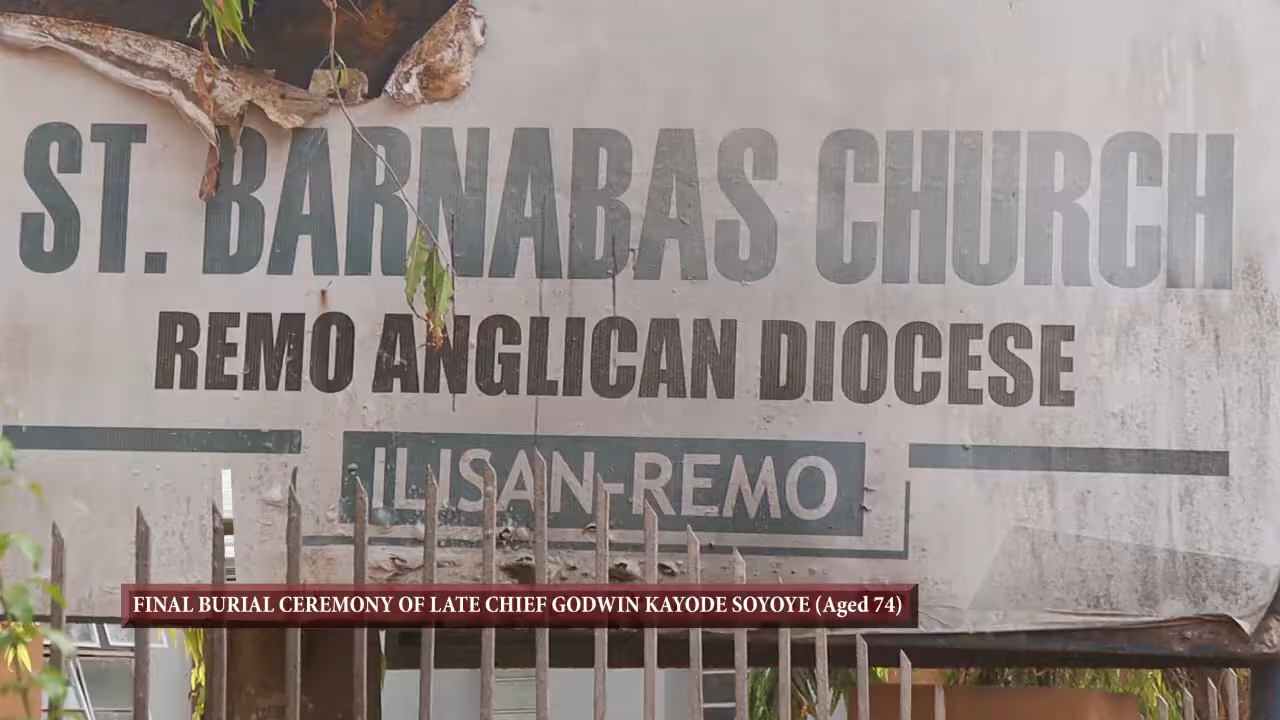 ST. BARNABAS CHURCH
REMO ANGLICAN DIOCESE
ILISAN-REMO
FINAL BURIAL CEREMONY OF LATE CHIEF GODWIN KAYODE SOYOYE (Aged 74)